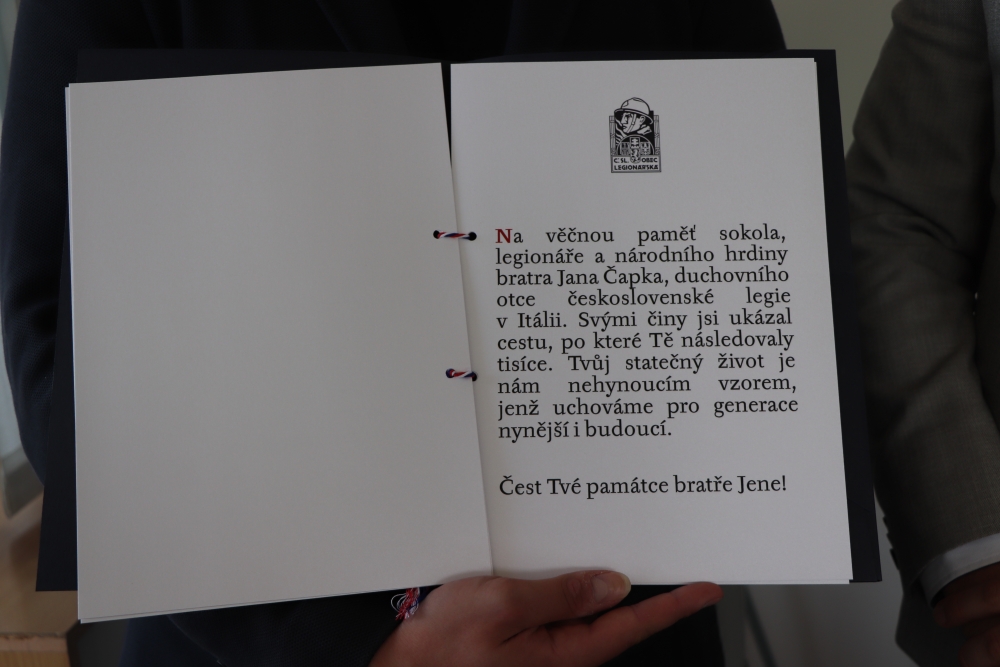 Č. SL. OBEC
LEGIONÁŘSKÁ
Na věčnou paměť sokola,
legionáře a národního hrdiny
bratra Jana Čapka, duchovního
otce československé legie
v Itálii. Svými činy jsi ukázal
cestu, po které Tě následovaly
tisíce. Tvůj statečný život je
nám nehynoucím vzorem,
jenž uchováme pro generace
nynější i budoucí.
Čest Tvé památce bratře Jene!